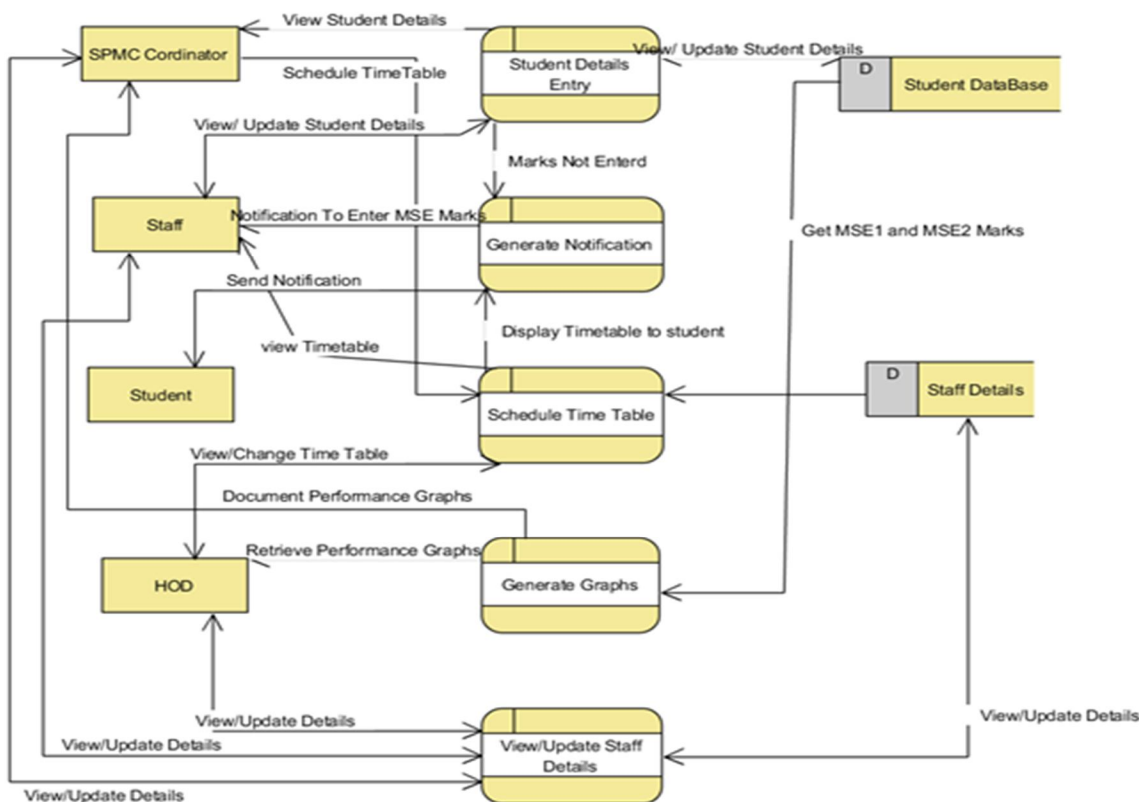 View Student Details
SPMC Cordinator
Schedule TimeTable
Student Details
Entry
View/ Update Student Details
D
Student DataBase
View/ Update Student Details
Marks Not Enterd
Staff
Notification To Enter MSE Marks
Generate Notification
Get MSE1 and MSE2 Marks
Send Notification
Display Timetable to student
view Timetable
Student
Schedule Time Table
D
Staff Details
View/Change Time Table
Document Performance Graphs
Retrieve Performance Graphs
HOD
Generate Graphs
View/Update Details
View/Update Details
View/Update Staff
Details
View/Update Details
View/Update Details